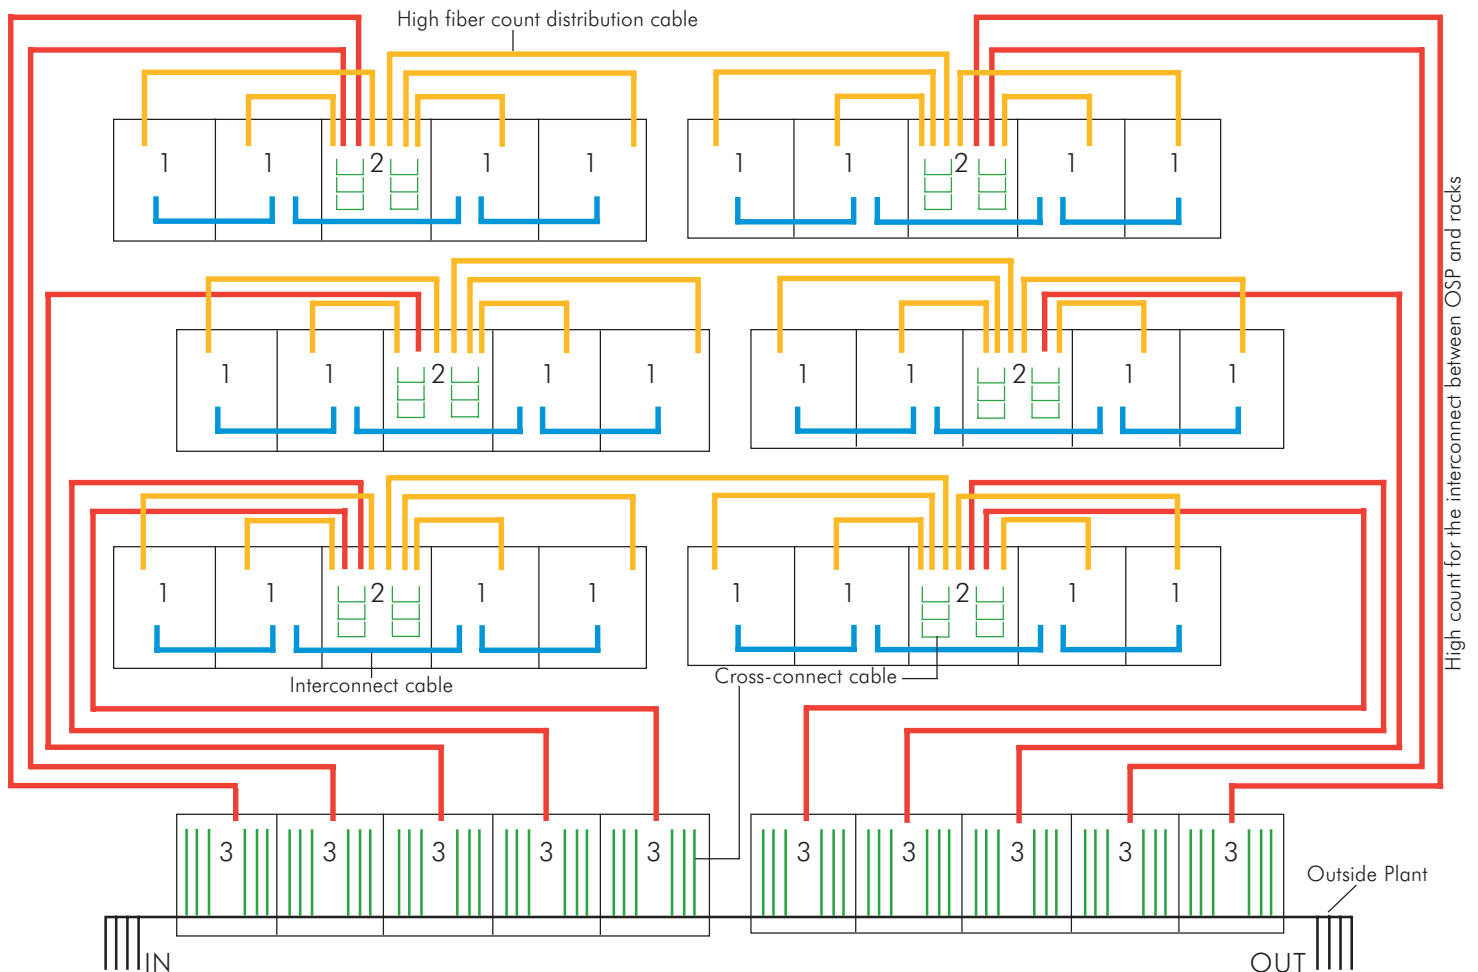 High fiber count distribution cable
1 1 2 1 1
1 1 2 1 1
1 1 2 1 1
1 1 2 1 1
1 1 2 1 1
1 1 2 1 1
Interconnect cable
Cross-connect cable
High count for the interconnect between OSP and racks
3 3 3 3 3
3 3 3 3 3
Outside Plant
IN
OUT